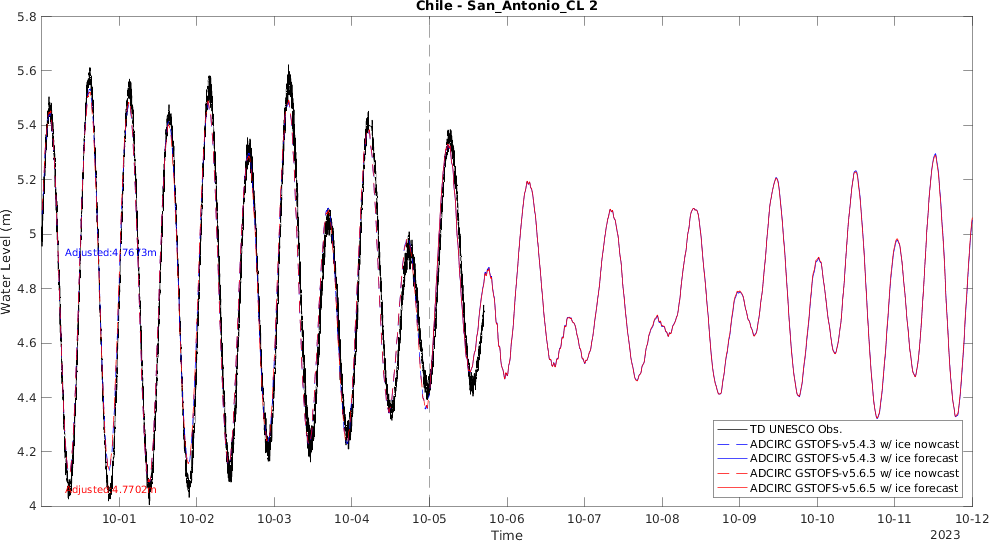 Chile - San_Antonio_CL 2
5.8
5.6
5.4
5.2
5
4.8
4.6
4.4
4.2
4
Water Level (m)
Adjusted:4.7673m
Adjusted:4.7702m
TD UNESCO Obs.
ADCIRC GSTOFS-v5.4.3 w/ ice nowcast
ADCIRC GSTOFS-v5.4.3 w/ ice forecast
ADCIRC GSTOFS-v5.6.5 w/ ice nowcast
ADCIRC GSTOFS-v5.6.5 w/ ice forecast
10-01 10-02 10-03 10-04 10-05 10-06 10-07 10-08 10-09 10-10 10-11 10-12
Time
2023